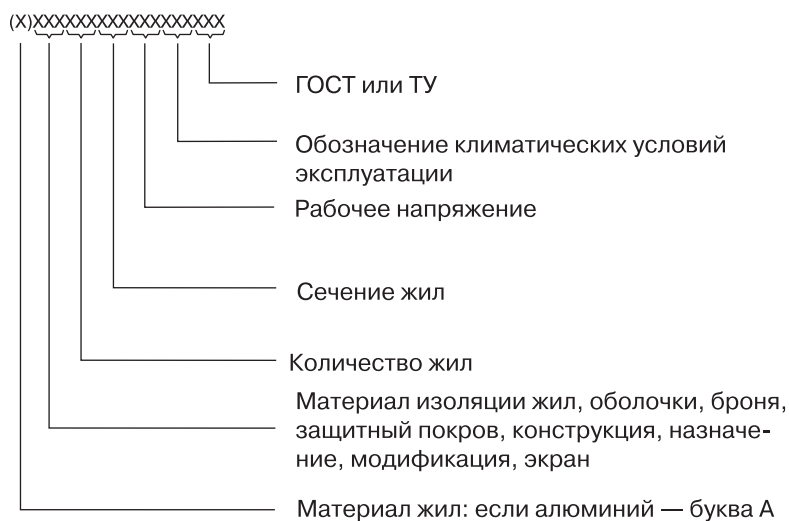 (X)XXXXXXXXXXXXXXXXXX
ГОСТ или ТУ
Обозначение климатических условий
эксплуатации
Рабочее напряжение
Сечение жил
Количество жил
Материал изоляции жил, оболочки, броня,
защитный покров, конструкция, назначе-
ние, модификация, экран
Материал жил: если алюминий — буква А